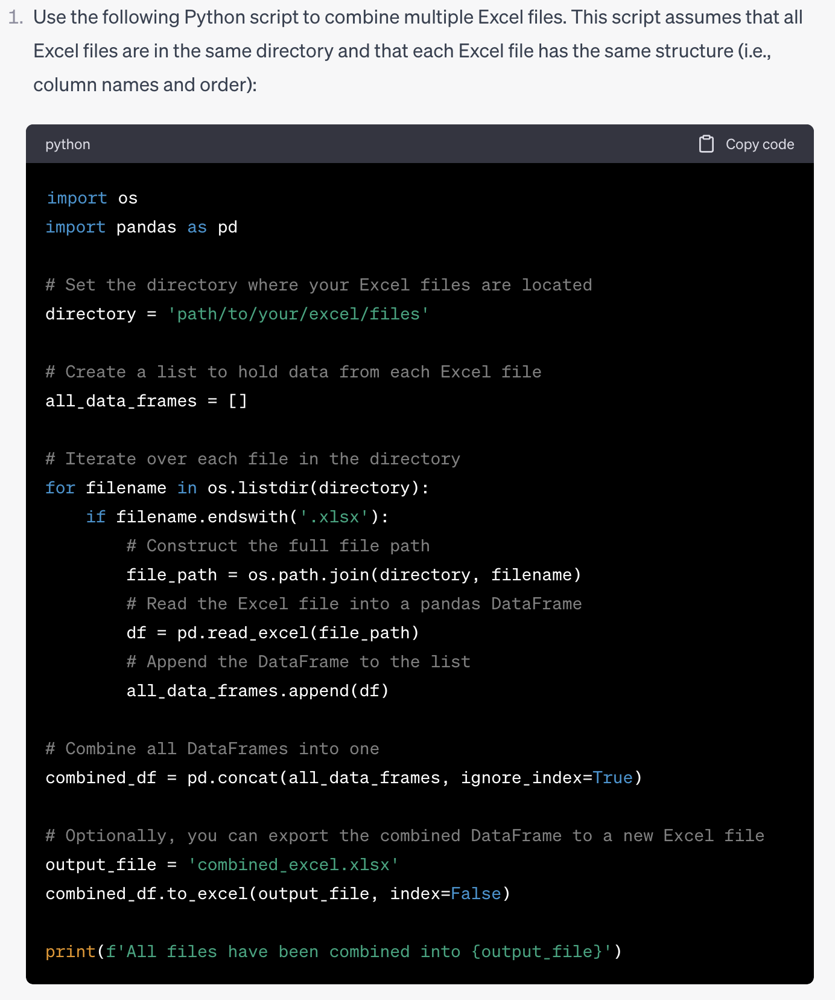 1. Use the following Python script to combine multiple Excel files. This script assumes that all
Excel files are in the same directory and that each Excel file has the same structure (i.e.,
column names and order):
python
Copy code
import os
import pandas as pd
# Set the directory where your Excel files are located
directory = 'path/to/your/excel/files'
# Create a list to hold data from each Excel file
all_data_frames = []
# Iterate over each file in the directory
for filename in os.listdir(directory):
    if filename.endswith('.xlsx'):
        # Construct the full file path
        file_path = os.path.join(directory, filename)
        # Read the Excel file into a pandas DataFrame
        df = pd.read_excel(file_path)
        # Append the DataFrame to the list
        all_data_frames.append(df)
# Combine all DataFrames into one
combined_df = pd.concat(all_data_frames, ignore_index=True)
# Optionally, you can export the combined DataFrame to a new Excel file
output_file = 'combined_excel.xlsx'
combined_df.to_excel(output_file, index=False)
print(f'All files have been combined into {output_file}')